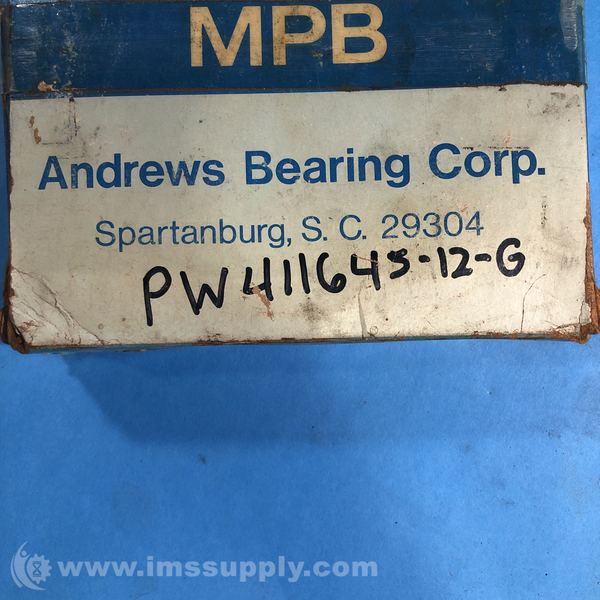 MPB
Andrews Bearing Corp.
Spartanburg, S. C. 29304
PW411645-12-G
www.imssupply.com